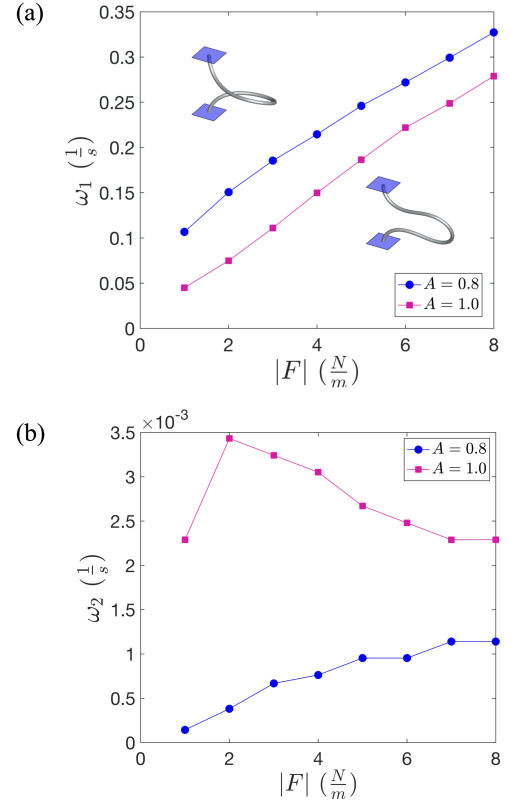 (a)
0.35
0.3
0.25
0.2
0.15
0.1
0.05
0
ω₁ (1/s)
A = 0.8
A = 1.0
0 2 4 6 8
|F| (N/m)
(b)
×10⁻³
3.5
3
2.5
2
1.5
1
0.5
0
ω₂ (1/s)
A = 0.8
A = 1.0
0 2 4 6 8
|F| (N/m)